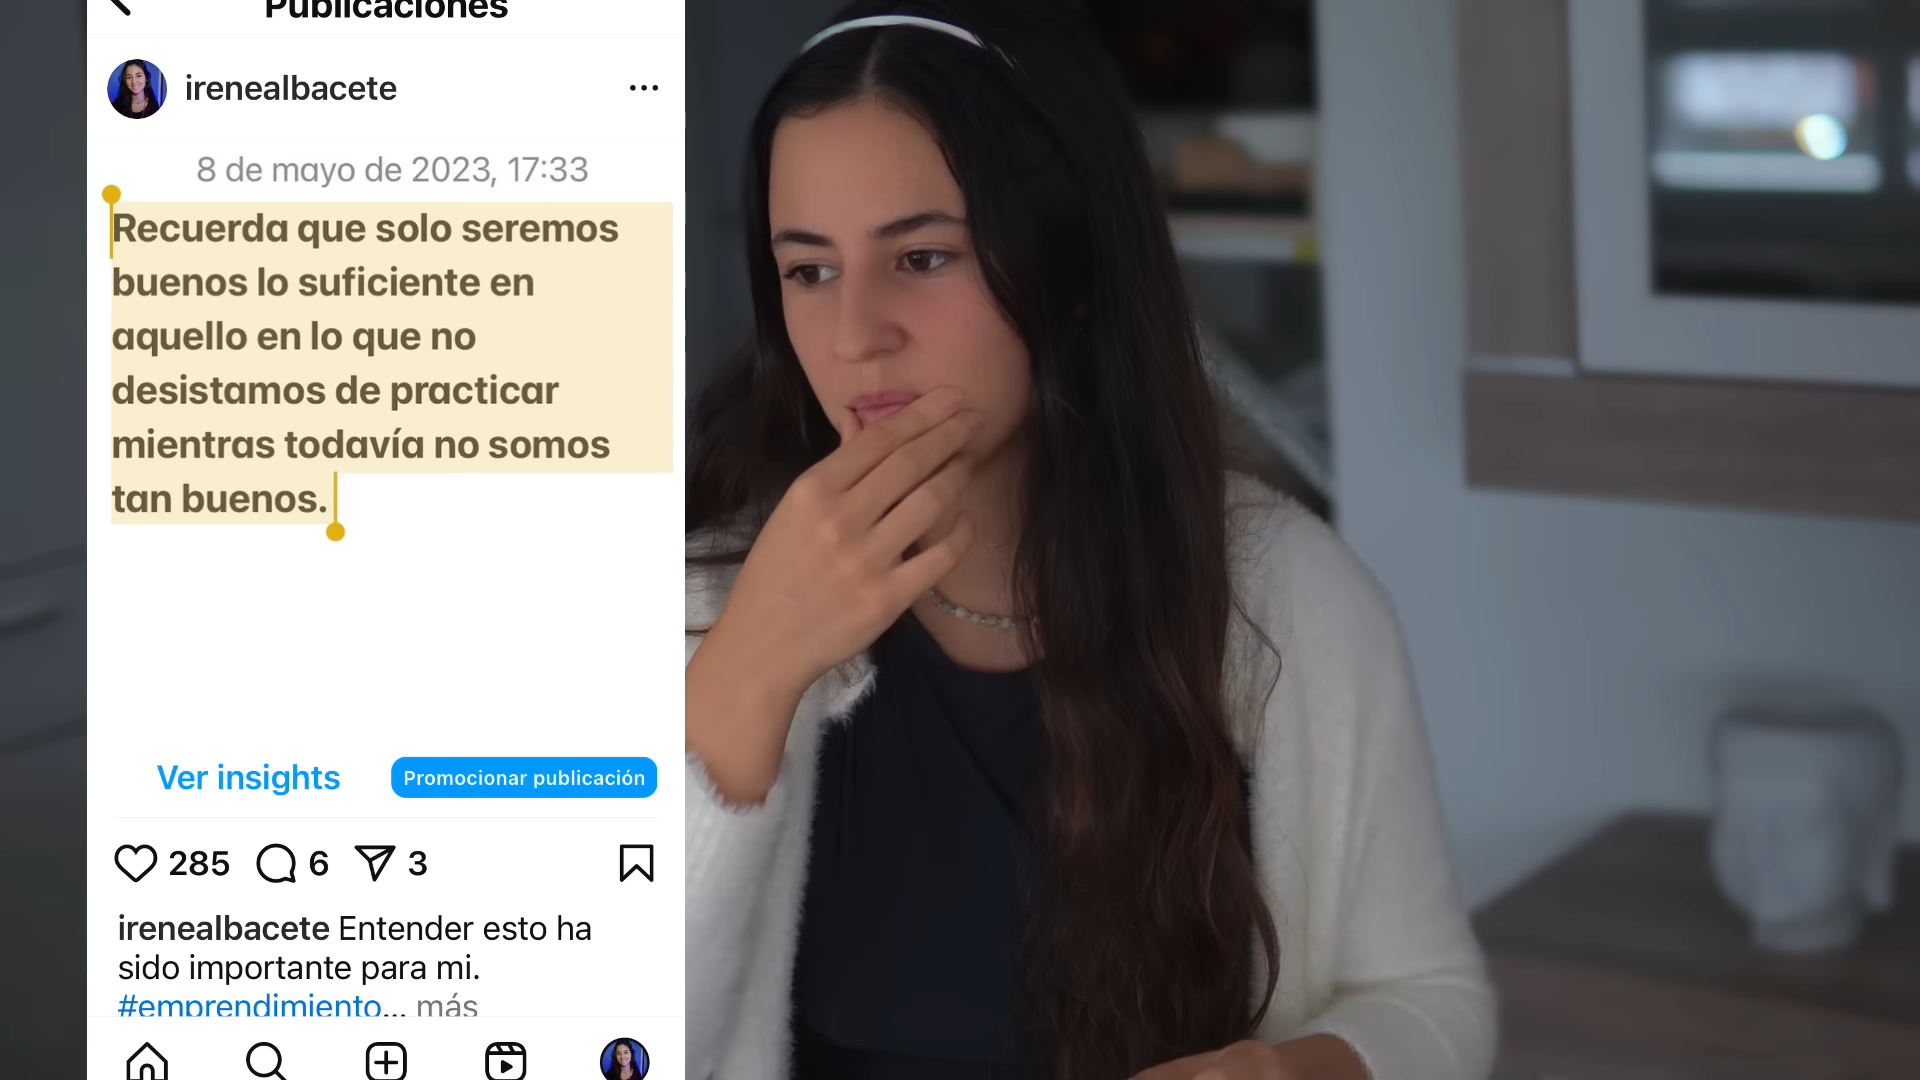 Publicaciones
irenealbacete
8 de mayo de 2023, 17:33
Recuerda que solo seremos
buenos lo suficiente en
aquello en lo que no
desistamos de practicar
mientras todavía no somos
tan buenos.
Ver insights
Promocionar publicación
285 6 3
irenealbacete Entender esto ha
sido importante para mi.
#emprendimiento... más